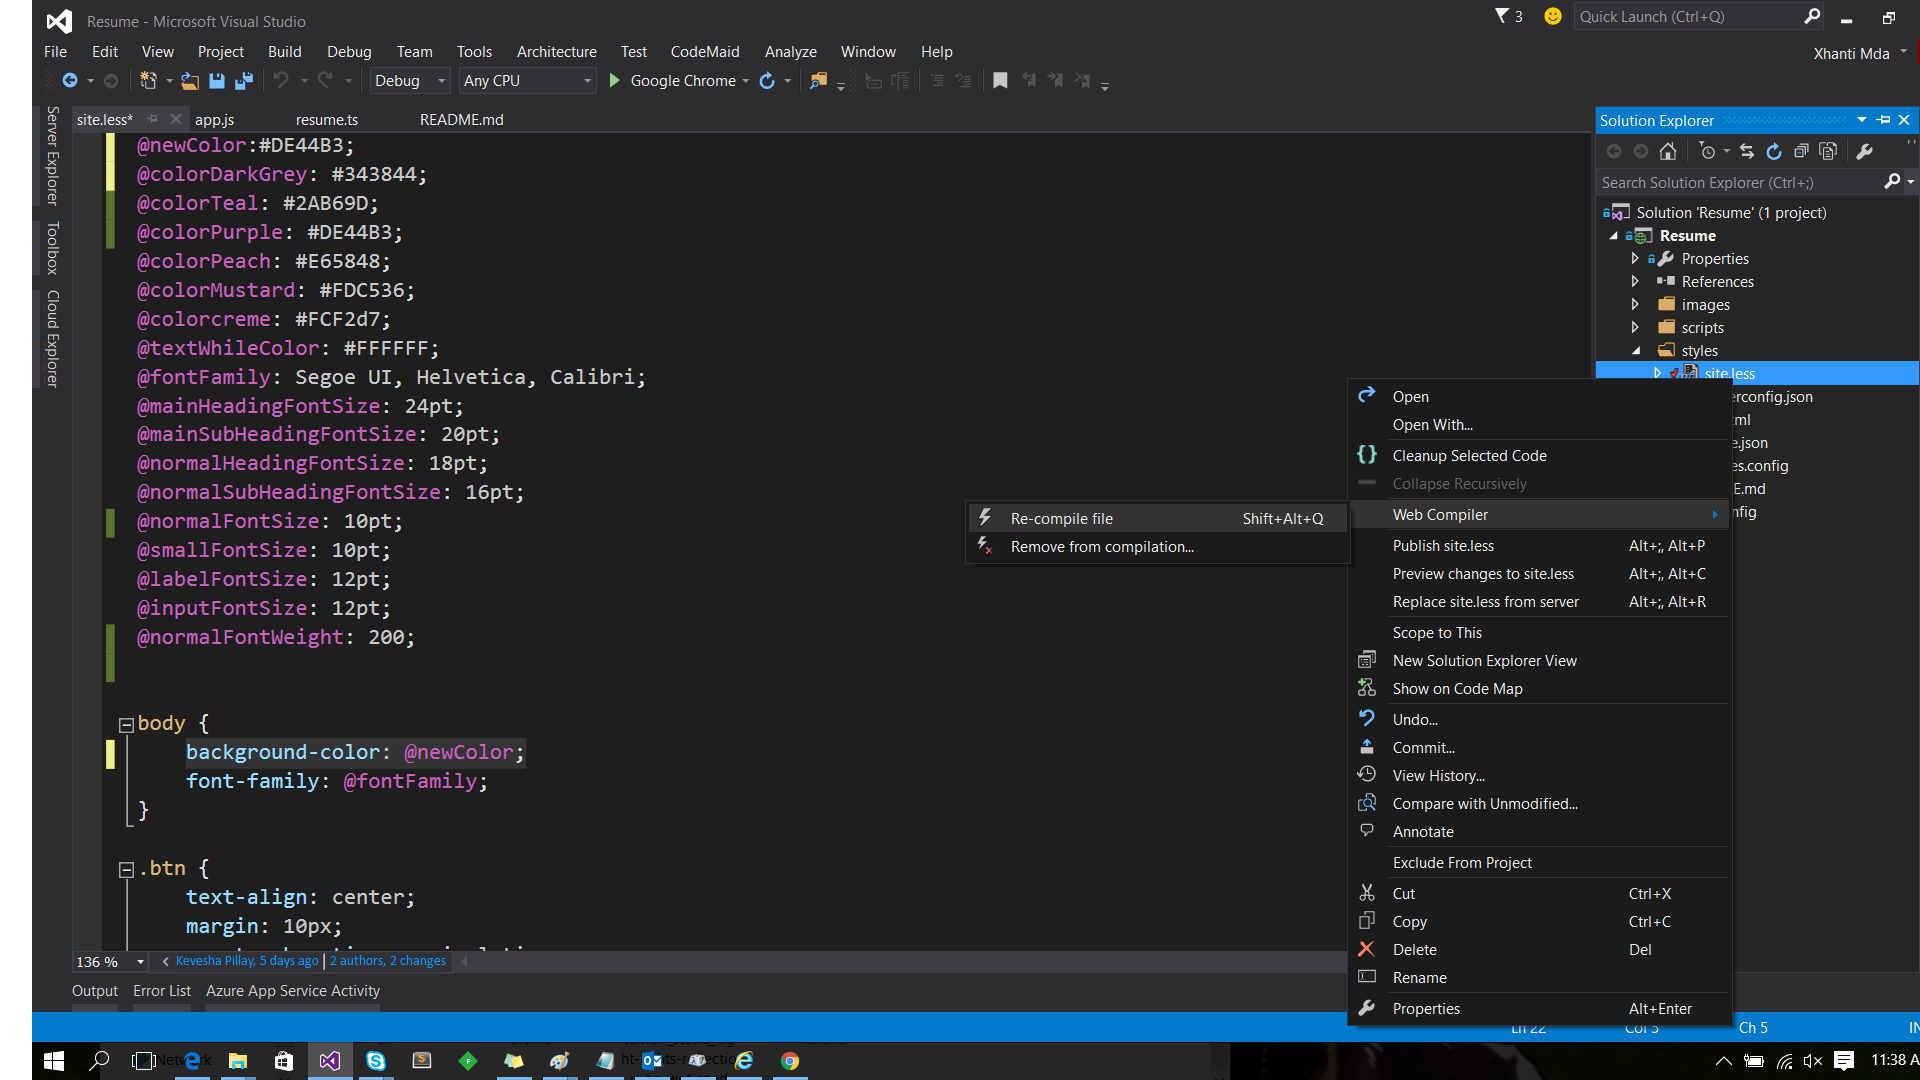 Resume - Microsoft Visual Studio
3
Quick Launch (Ctrl+Q)
File Edit View Project Build Debug Team Tools Architecture Test CodeMaid Analyze Window Help
Xhanti Mda
Debug Any CPU Google Chrome
Server Explorer
Toolbox
Cloud Explorer
site.less* app.js resume.ts README.md
@newColor:#DE44B3;
@colorDarkGrey: #343844;
@colorTeal: #2AB69D;
@colorPurple: #DE44B3;
@colorPeach: #E65848;
@colorMustard: #FDC536;
@colorcreme: #FCF2d7;
@textWhileColor: #FFFFFF;
@fontFamily: Segoe UI, Helvetica, Calibri;
@mainHeadingFontSize: 24pt;
@mainSubHeadingFontSize: 20pt;
@normalHeadingFontSize: 18pt;
@normalSubHeadingFontSize: 16pt;
@normalFontSize: 10pt;
@smallFontSize: 10pt;
@labelFontSize: 12pt;
@inputFontSize: 12pt;
@normalFontWeight: 200;
body {
background-color: @newColor;
font-family: @fontFamily;
}
.btn {
text-align: center;
margin: 10px;
136 %
Kevesha Pillay, 5 days ago | 2 authors, 2 changes
Output Error List Azure App Service Activity
Solution Explorer
Search Solution Explorer (Ctrl+;)
Solution 'Resume' (1 project)
Resume
Properties
References
images
scripts
styles
site.less
erconfig.json
ml
e.json
es.config
E.md
nfig
Open
Open With...
Cleanup Selected Code
Collapse Recursively
Web Compiler
Re-compile file Shift+Alt+Q
Remove from compilation...
Publish site.less Alt+;, Alt+P
Preview changes to site.less Alt+;, Alt+C
Replace site.less from server Alt+;, Alt+R
Scope to This
New Solution Explorer View
Show on Code Map
Undo...
Commit...
View History...
Compare with Unmodified...
Annotate
Exclude From Project
Cut Ctrl+X
Copy Ctrl+C
Delete Del
Rename
Properties Alt+Enter
Ln 22 Col 5 Ch 5 IN
11:38 A